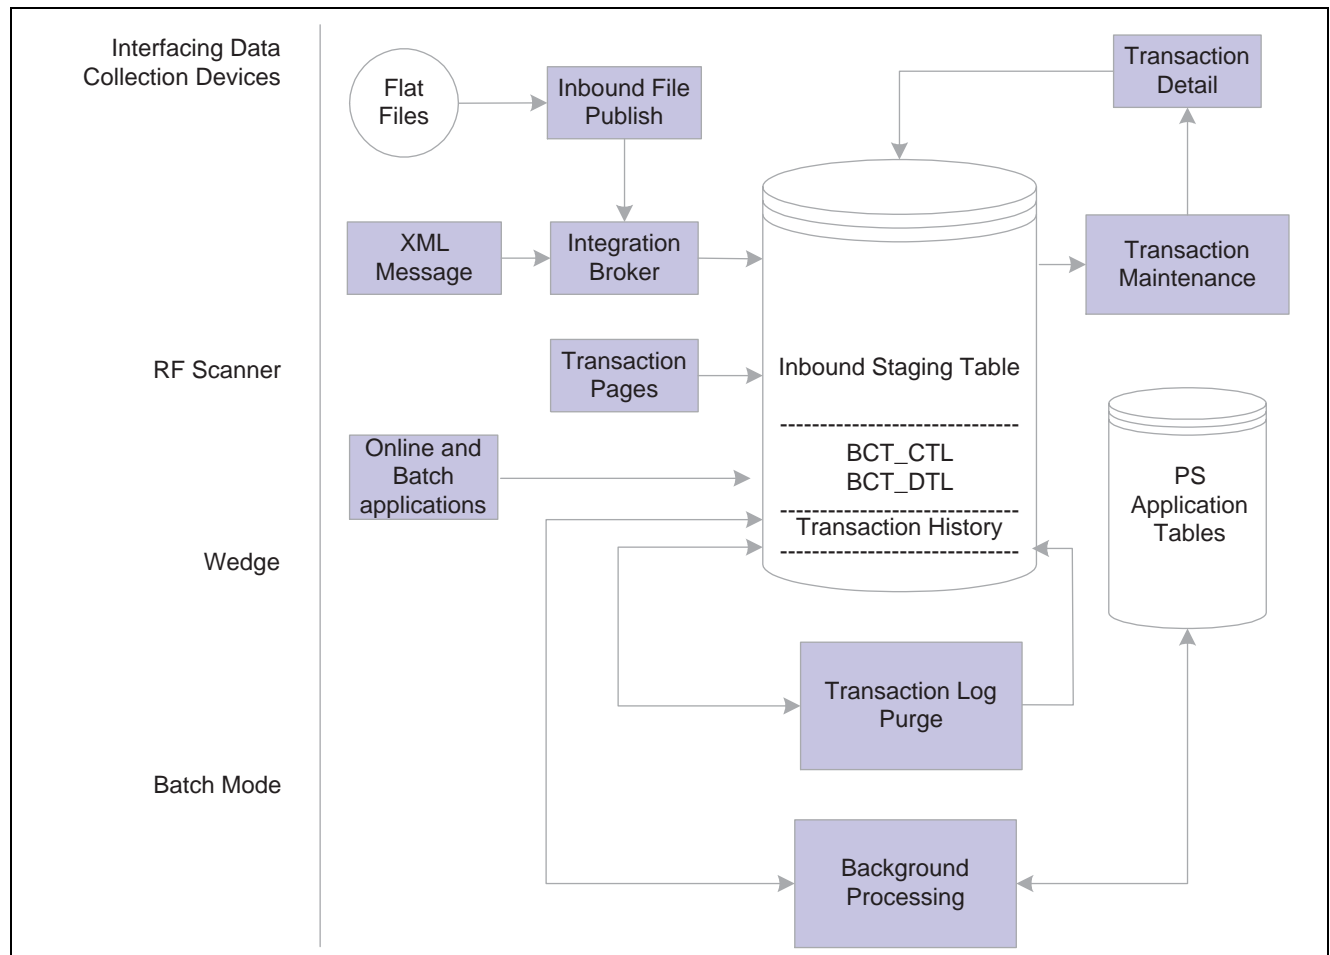 Interfacing Data
Collection Devices
Flat
Files
Inbound File
Publish
Transaction
Detail
XML
Message
Integration
Broker
Transaction
Maintenance
RF Scanner
Transaction
Pages
Inbound Staging Table
Online and
Batch
applications
BCT_CTL
BCT_DTL
PS
Application
Tables
Transaction History
Wedge
Transaction Log
Purge
Batch Mode
Background
Processing